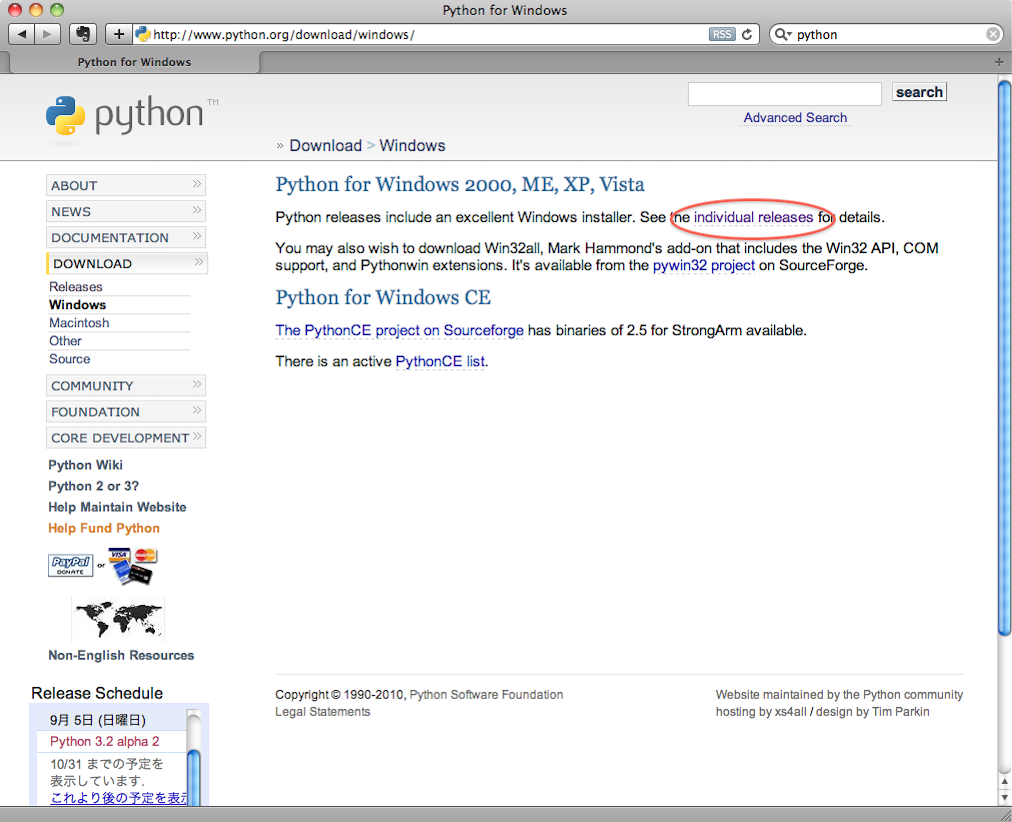 Python for Windows
http://www.python.org/download/windows/
RSS
python
Python for Windows
python™
search
Advanced Search
» Download > Windows
ABOUT »
NEWS »
DOCUMENTATION »
DOWNLOAD »
Releases
Windows
Macintosh
Other
Source
COMMUNITY »
FOUNDATION »
CORE DEVELOPMENT »
Python Wiki
Python 2 or 3?
Help Maintain Website
Help Fund Python
PayPal
DONATE
or
VISA
MasterCard
Non-English Resources
Release Schedule
9月 5日 (日曜日)
Python 3.2 alpha 2
10/31 までの予定を
表示しています.
これより後の予定を表示
Python for Windows 2000, ME, XP, Vista
Python releases include an excellent Windows installer. See the individual releases for details.
You may also wish to download Win32all, Mark Hammond's add-on that includes the Win32 API, COM
support, and Pythonwin extensions. It's available from the pywin32 project on SourceForge.
Python for Windows CE
The PythonCE project on Sourceforge has binaries of 2.5 for StrongArm available.
There is an active PythonCE list.
Copyright © 1990-2010, Python Software Foundation
Legal Statements
Website maintained by the Python community
hosting by xs4all / design by Tim Parkin